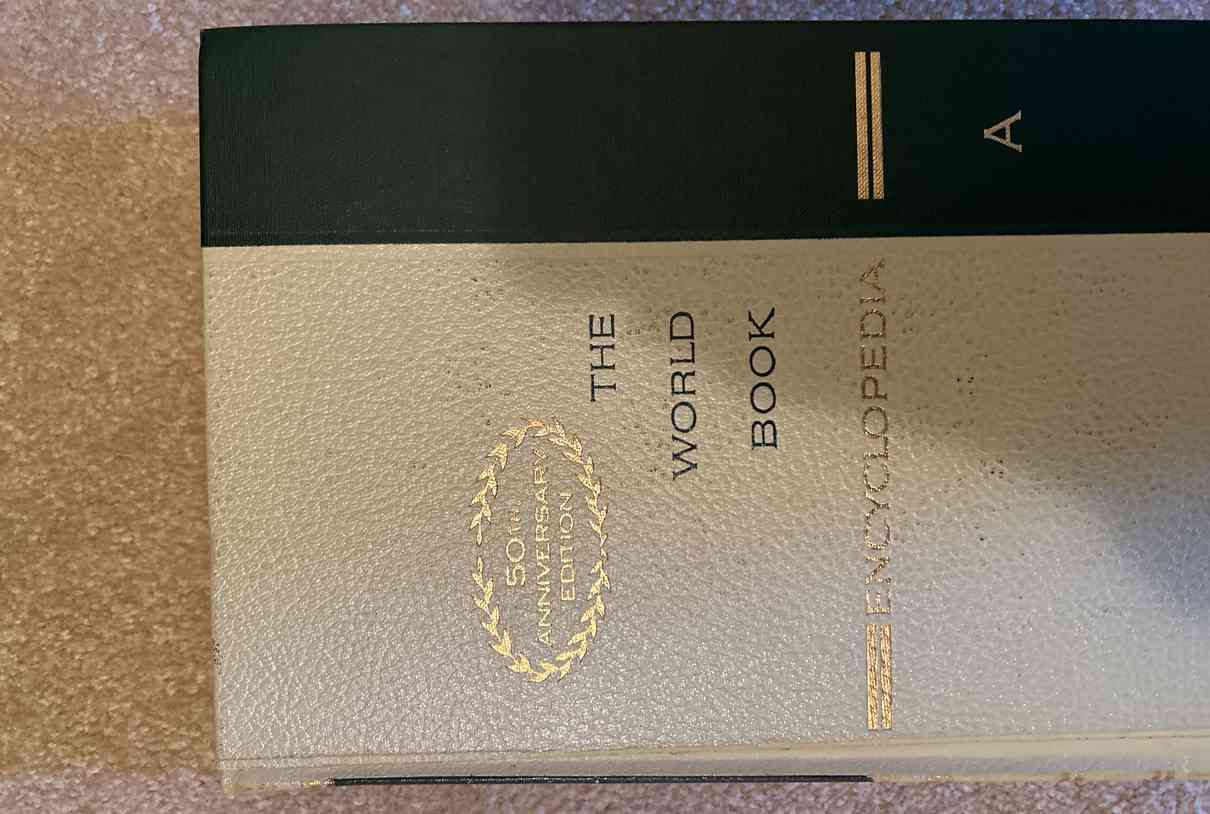 50TH
ANNIVERSARY
EDITION
THE
WORLD
BOOK
ENCYCLOPEDIA
A